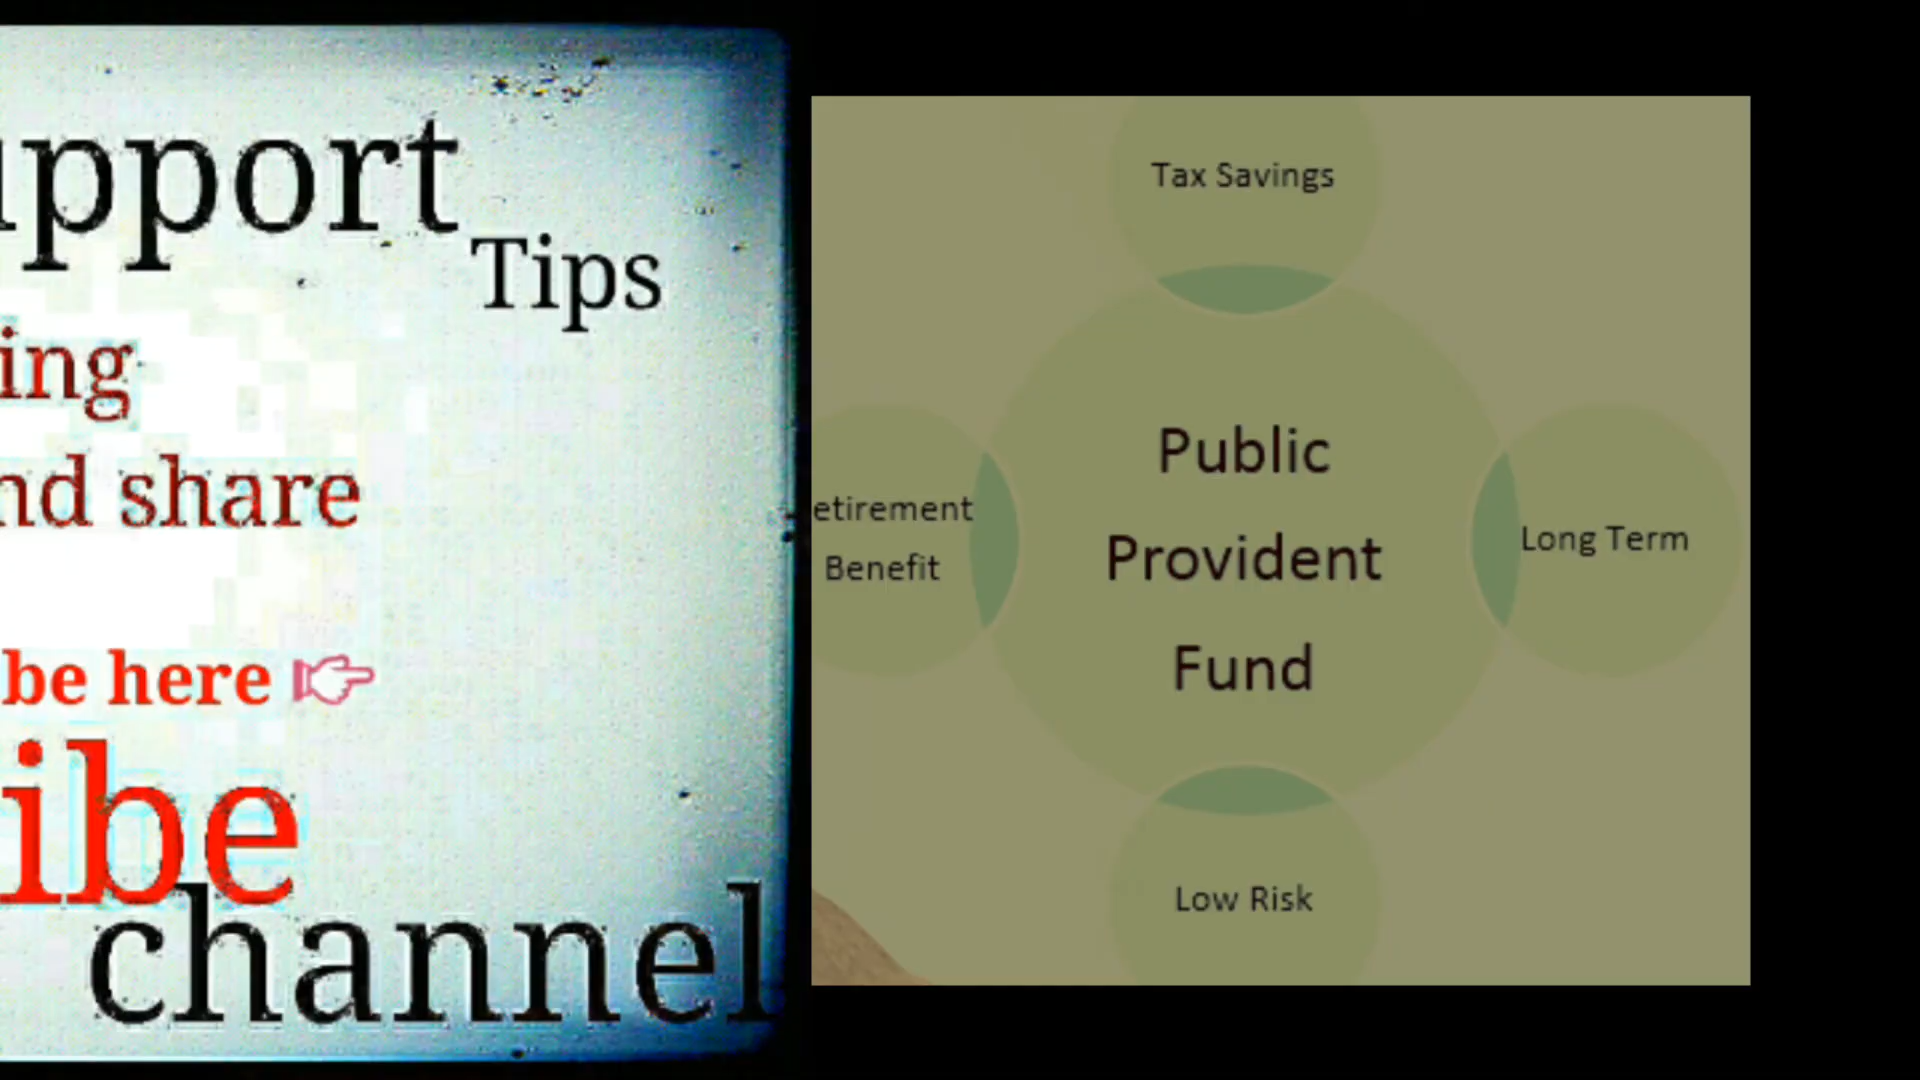 upport
Tips
ing
nd share
be here
ibe
channel
Tax Savings
Public
Provident
Fund
etirement
Benefit
Long Term
Low Risk